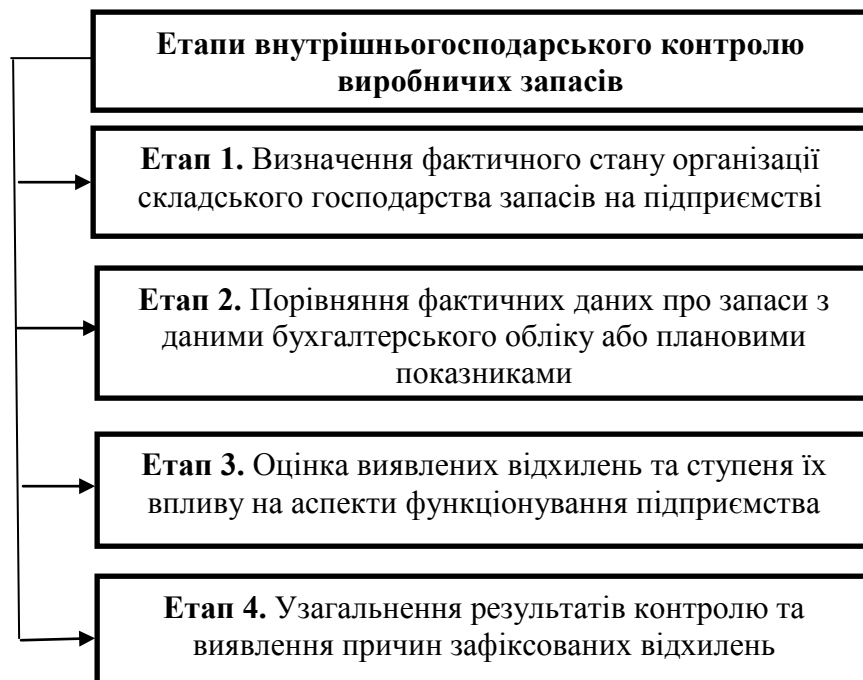 Етапи внутрішньогосподарського контролю
виробничих запасів
Етап 1. Визначення фактичного стану організації
складського господарства запасів на підприємстві
Етап 2. Порівняння фактичних даних про запаси з
даними бухгалтерського обліку або плановими
показниками
Етап 3. Оцінка виявлених відхилень та ступеня їх
впливу на аспекти функціонування підприємства
Етап 4. Узагальнення результатів контролю та
виявлення причин зафіксованих відхилень